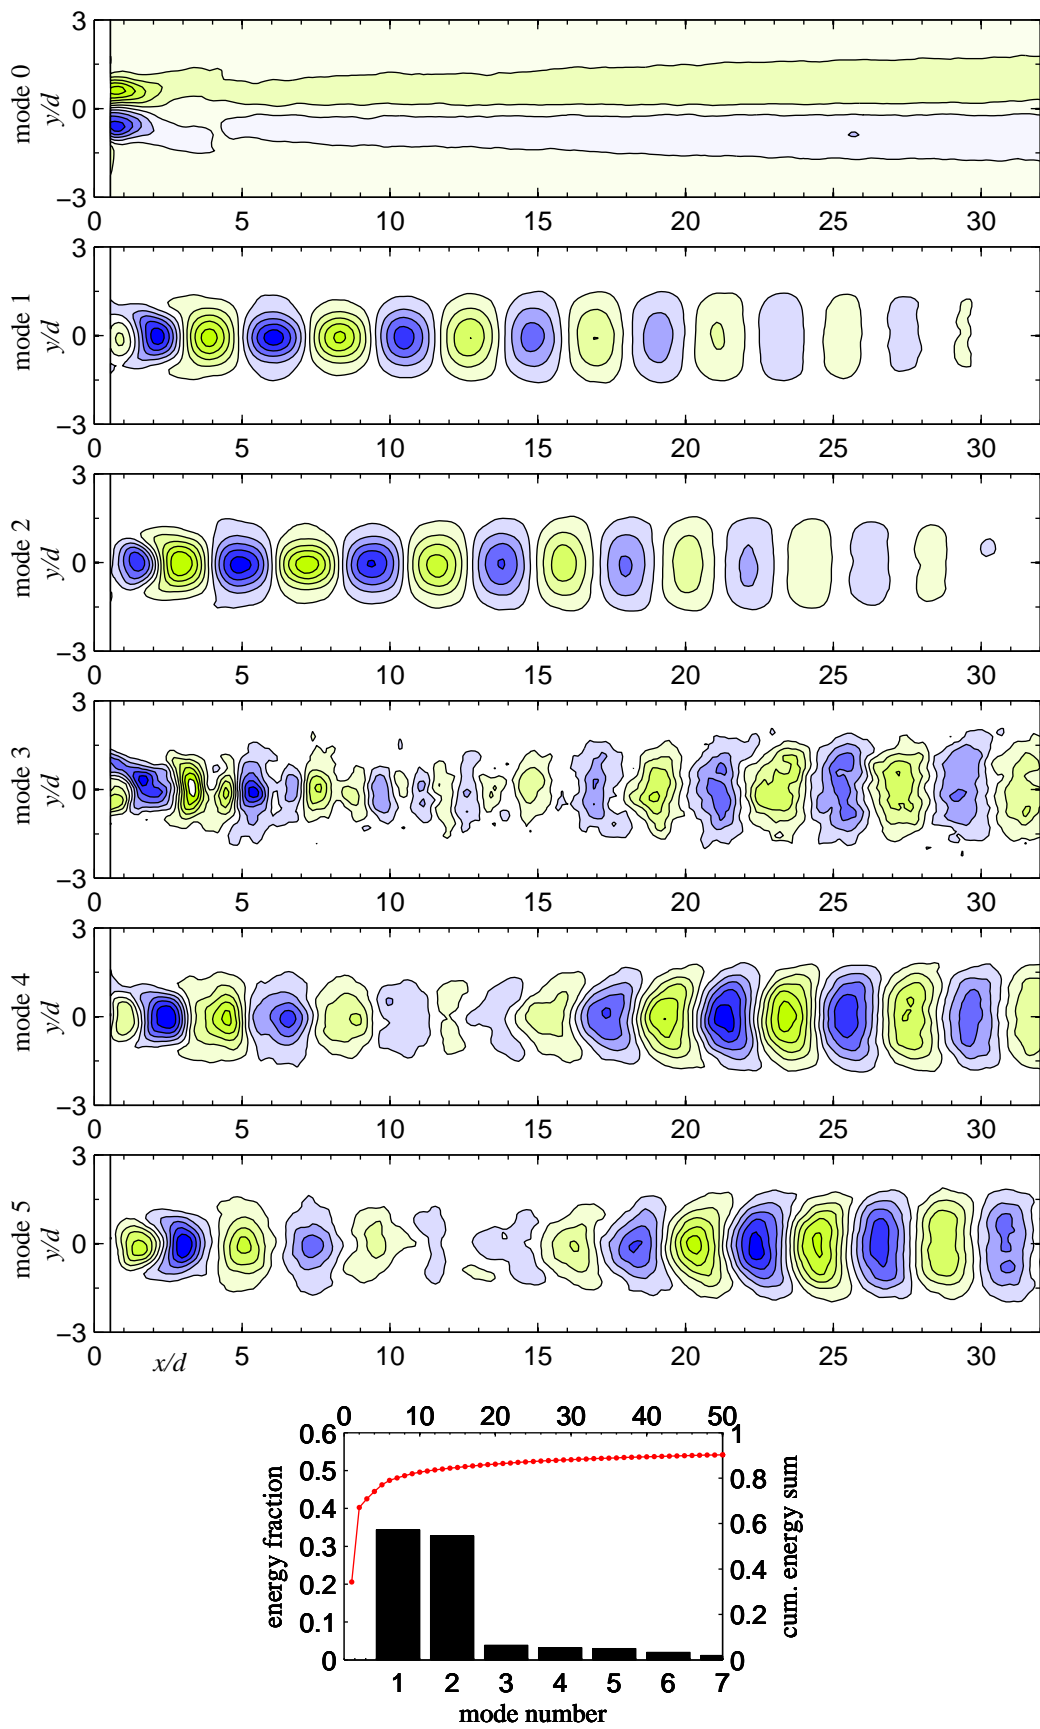 3
0
−3
mode 0
y/d
0 5 10 15 20 25 30
3
0
−3
mode 1
y/d
0 5 10 15 20 25 30
3
0
−3
mode 2
y/d
0 5 10 15 20 25 30
3
0
−3
mode 3
y/d
0 5 10 15 20 25 30
3
0
−3
mode 4
y/d
0 5 10 15 20 25 30
3
0
−3
mode 5
y/d
0 5 10 15 20 25 30
x/d
0 10 20 30 40 50
0.6
0.5
0.4
0.3
0.2
0.1
0
energy fraction
1
0.8
0.6
0.4
0.2
0
cum. energy sum
1 2 3 4 5 6 7
mode number